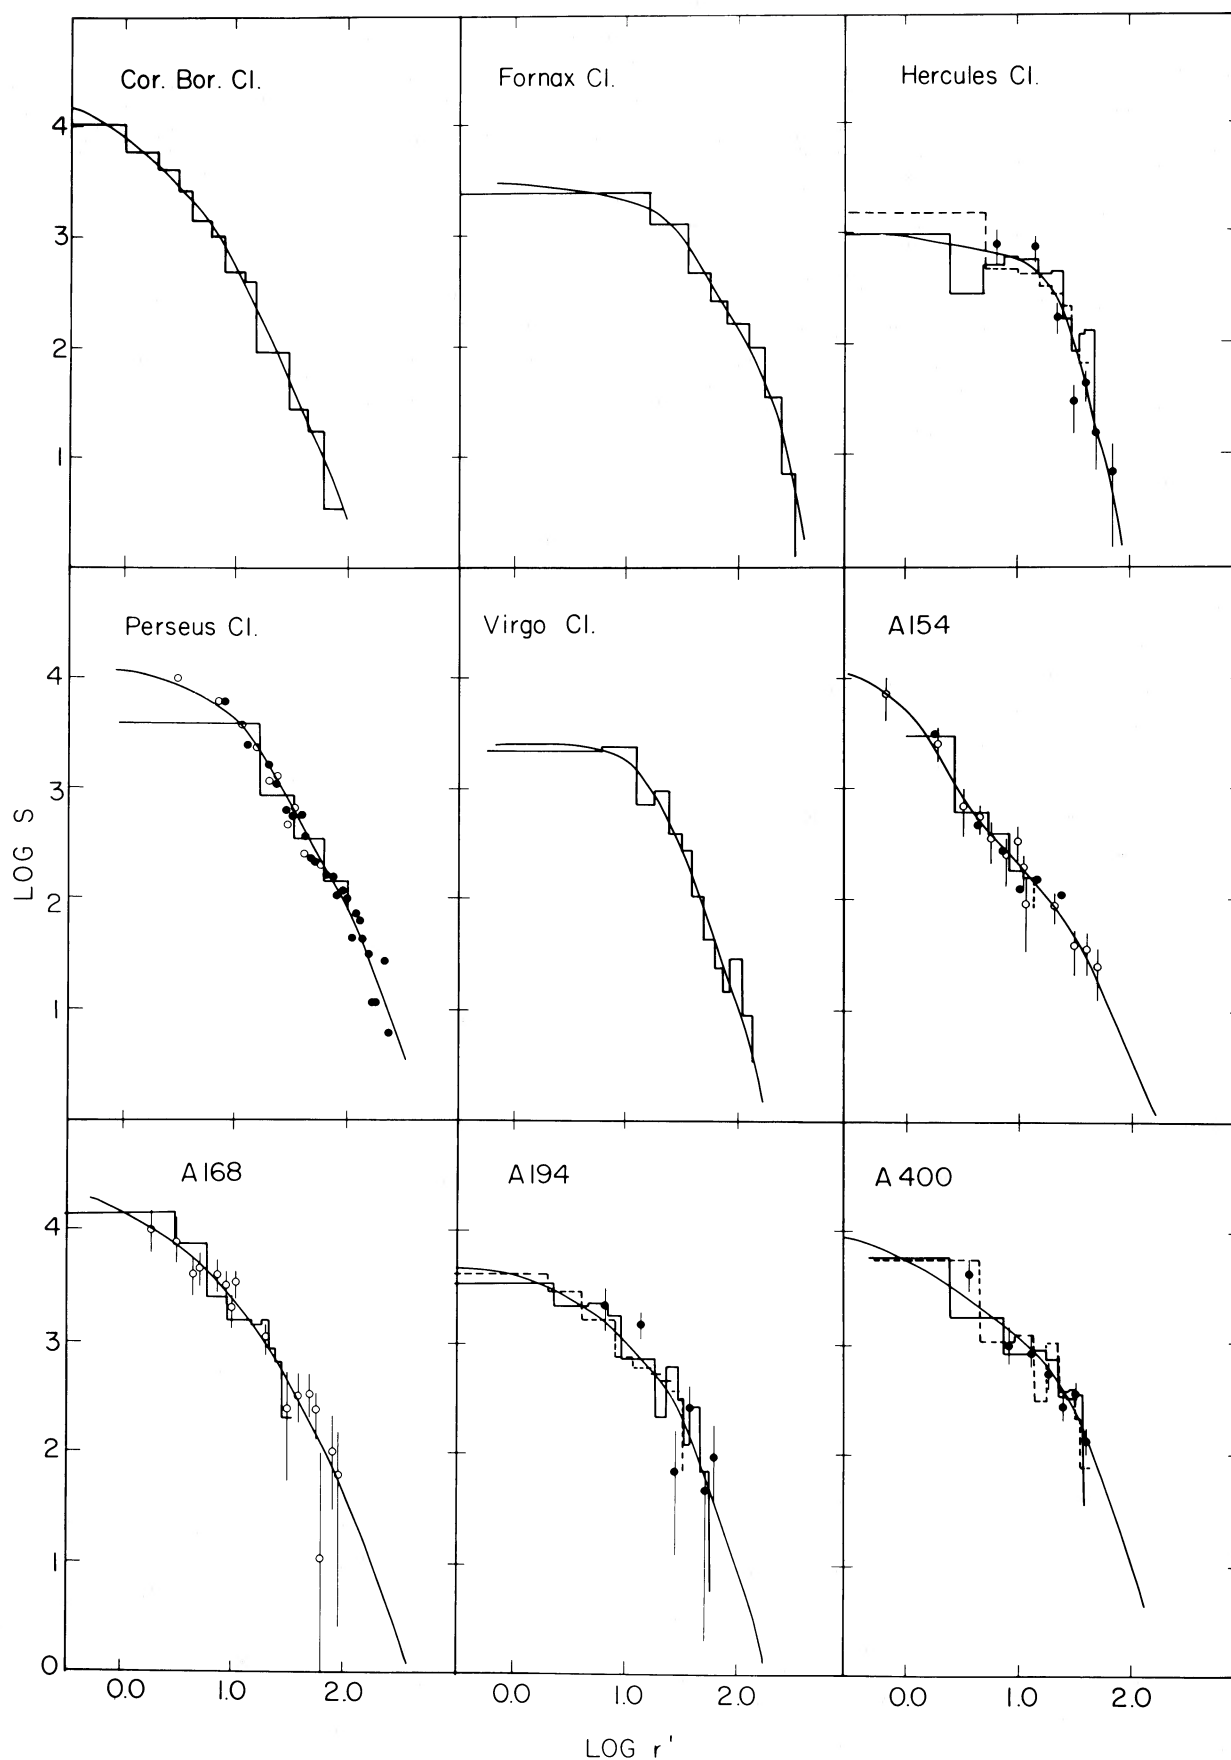 Cor. Bor. Cl.
Fornax Cl.
Hercules Cl.
4
3
2
1
Perseus Cl.
Virgo Cl.
A154
4
3
2
1
LOG S
A168
A194
A400
4
3
2
1
0
0.0 1.0 2.0
0.0 1.0 2.0
0.0 1.0 2.0
LOG r'